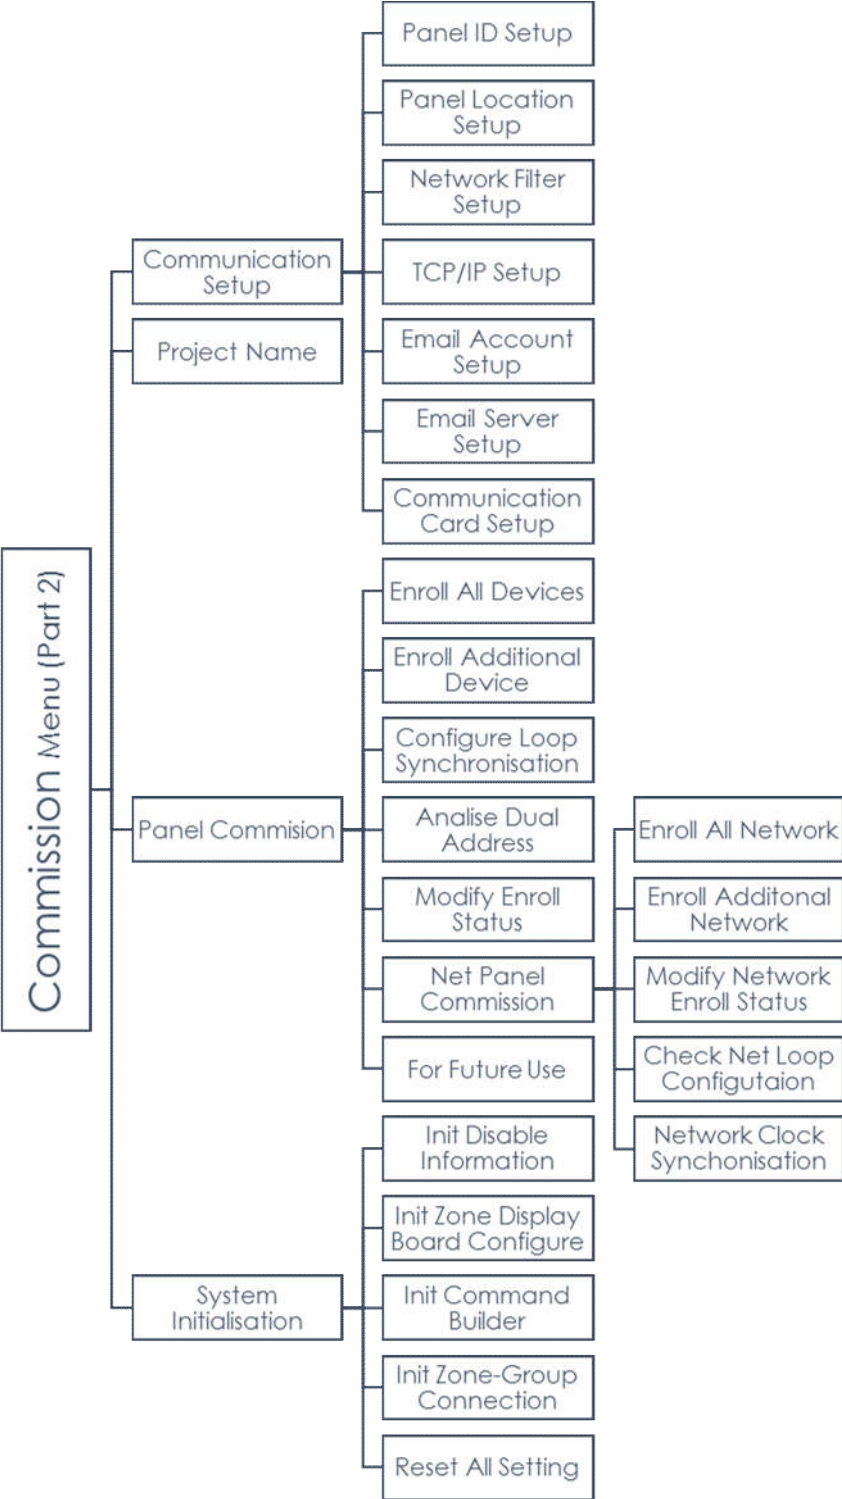 Commission Menu (Part 2)
Communication
Setup
Panel ID Setup
Panel Location
Setup
Network Filter
Setup
TCP/IP Setup
Email Account
Setup
Email Server
Setup
Communication
Card Setup
Project Name
Panel Commision
Enroll All Devices
Enroll Additional
Device
Configure Loop
Synchronisation
Analise Dual
Address
Modify Enroll
Status
Net Panel
Commission
Enroll All Network
Enroll Additonal
Network
Modify Network
Enroll Status
Check Net Loop
Configutaion
Network Clock
Synchonisation
For Future Use
System
Initialisation
Init Disable
Information
Init Zone Display
Board Configure
Init Command
Builder
Init Zone-Group
Connection
Reset All Setting